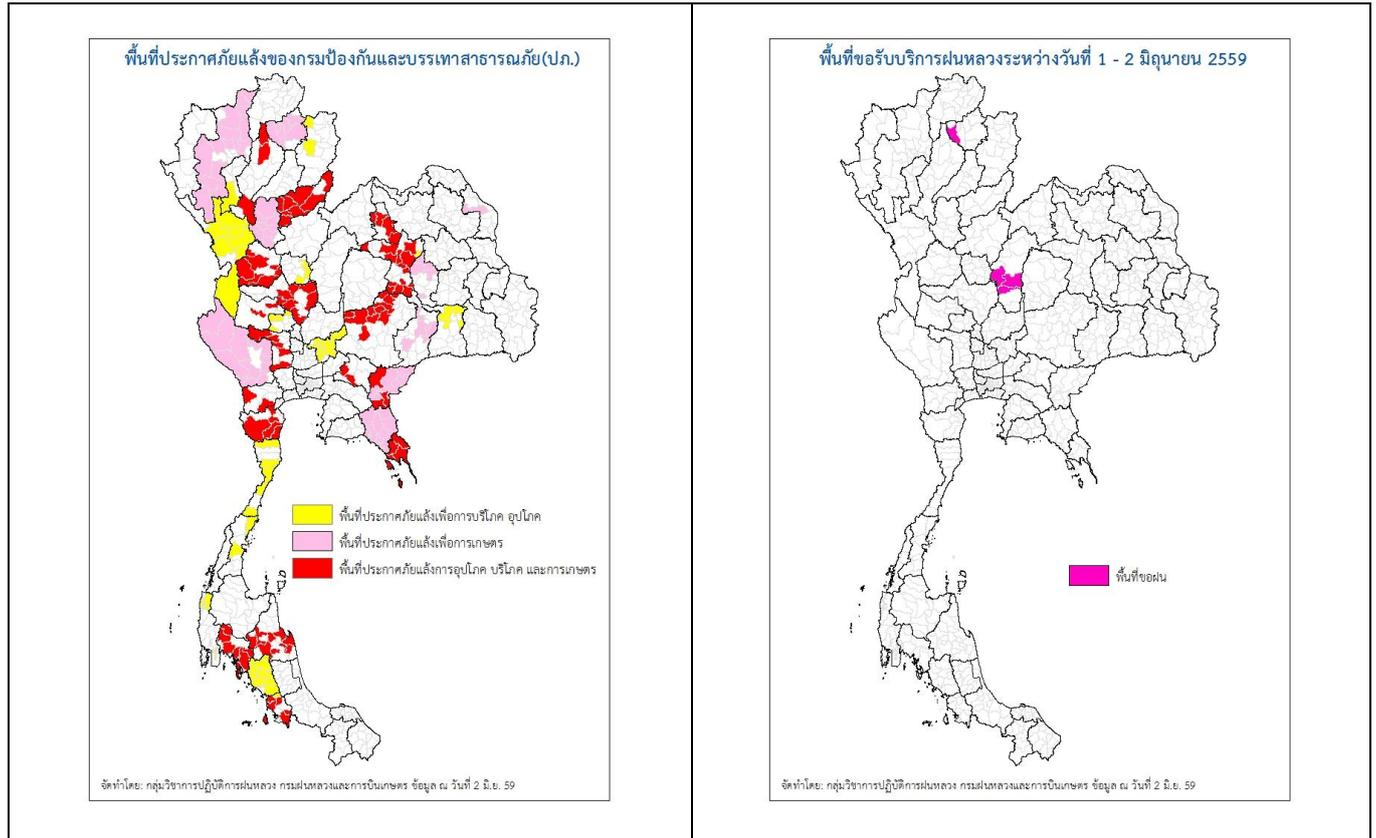 พื้นที่ประกาศภัยแล้งของกรมป้องกันและบรรเทาสาธารณภัย(ปภ.)
พื้นที่ประกาศภัยแล้งเพื่อการบริโภค อุปโภค
พื้นที่ประกาศภัยแล้งเพื่อการเกษตร
พื้นที่ประกาศภัยแล้งการอุปโภค บริโภค และการเกษตร
จัดทำโดย: กลุ่มวิชาการปฏิบัติการฝนหลวง กรมฝนหลวงและการบินเกษตร ข้อมูล ณ วันที่ 2 มิ.ย. 59
พื้นที่ขอรับบริการฝนหลวงระหว่างวันที่ 1 - 2 มิถุนายน 2559
พื้นที่ขอฝน
จัดทำโดย: กลุ่มวิชาการปฏิบัติการฝนหลวง กรมฝนหลวงและการบินเกษตร ข้อมูล ณ วันที่ 2 มิ.ย. 59